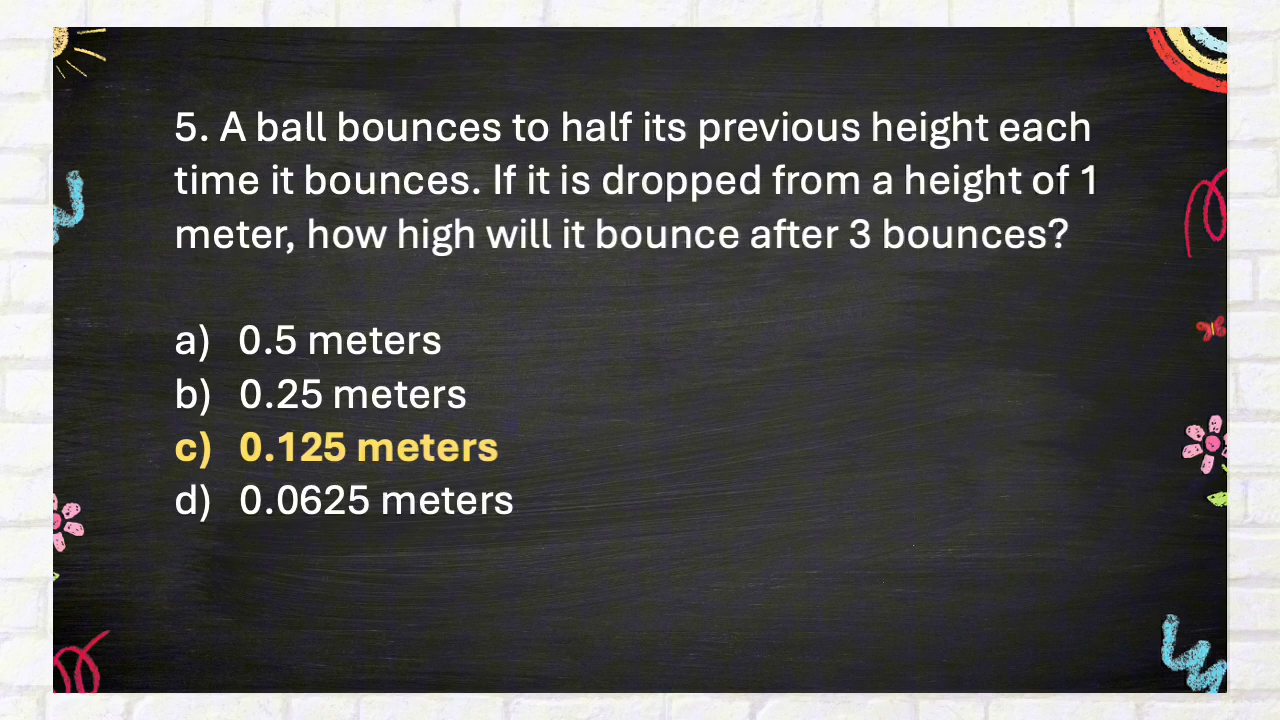 5. A ball bounces to half its previous height each
time it bounces. If it is dropped from a height of 1
meter, how high will it bounce after 3 bounces?
a) 0.5 meters
b) 0.25 meters
c) 0.125 meters
d) 0.0625 meters